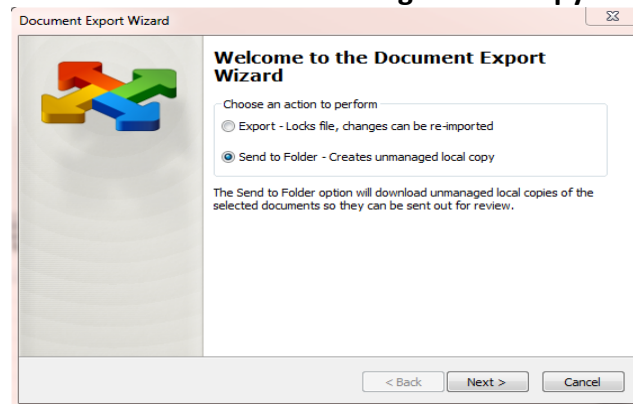 Document Export Wizard
Welcome to the Document Export
Wizard
Choose an action to perform
Export - Locks file, changes can be re-imported
Send to Folder - Creates unmanaged local copy
The Send to Folder option will download unmanaged local copies of the
selected documents so they can be sent out for review.
< Back Next > Cancel